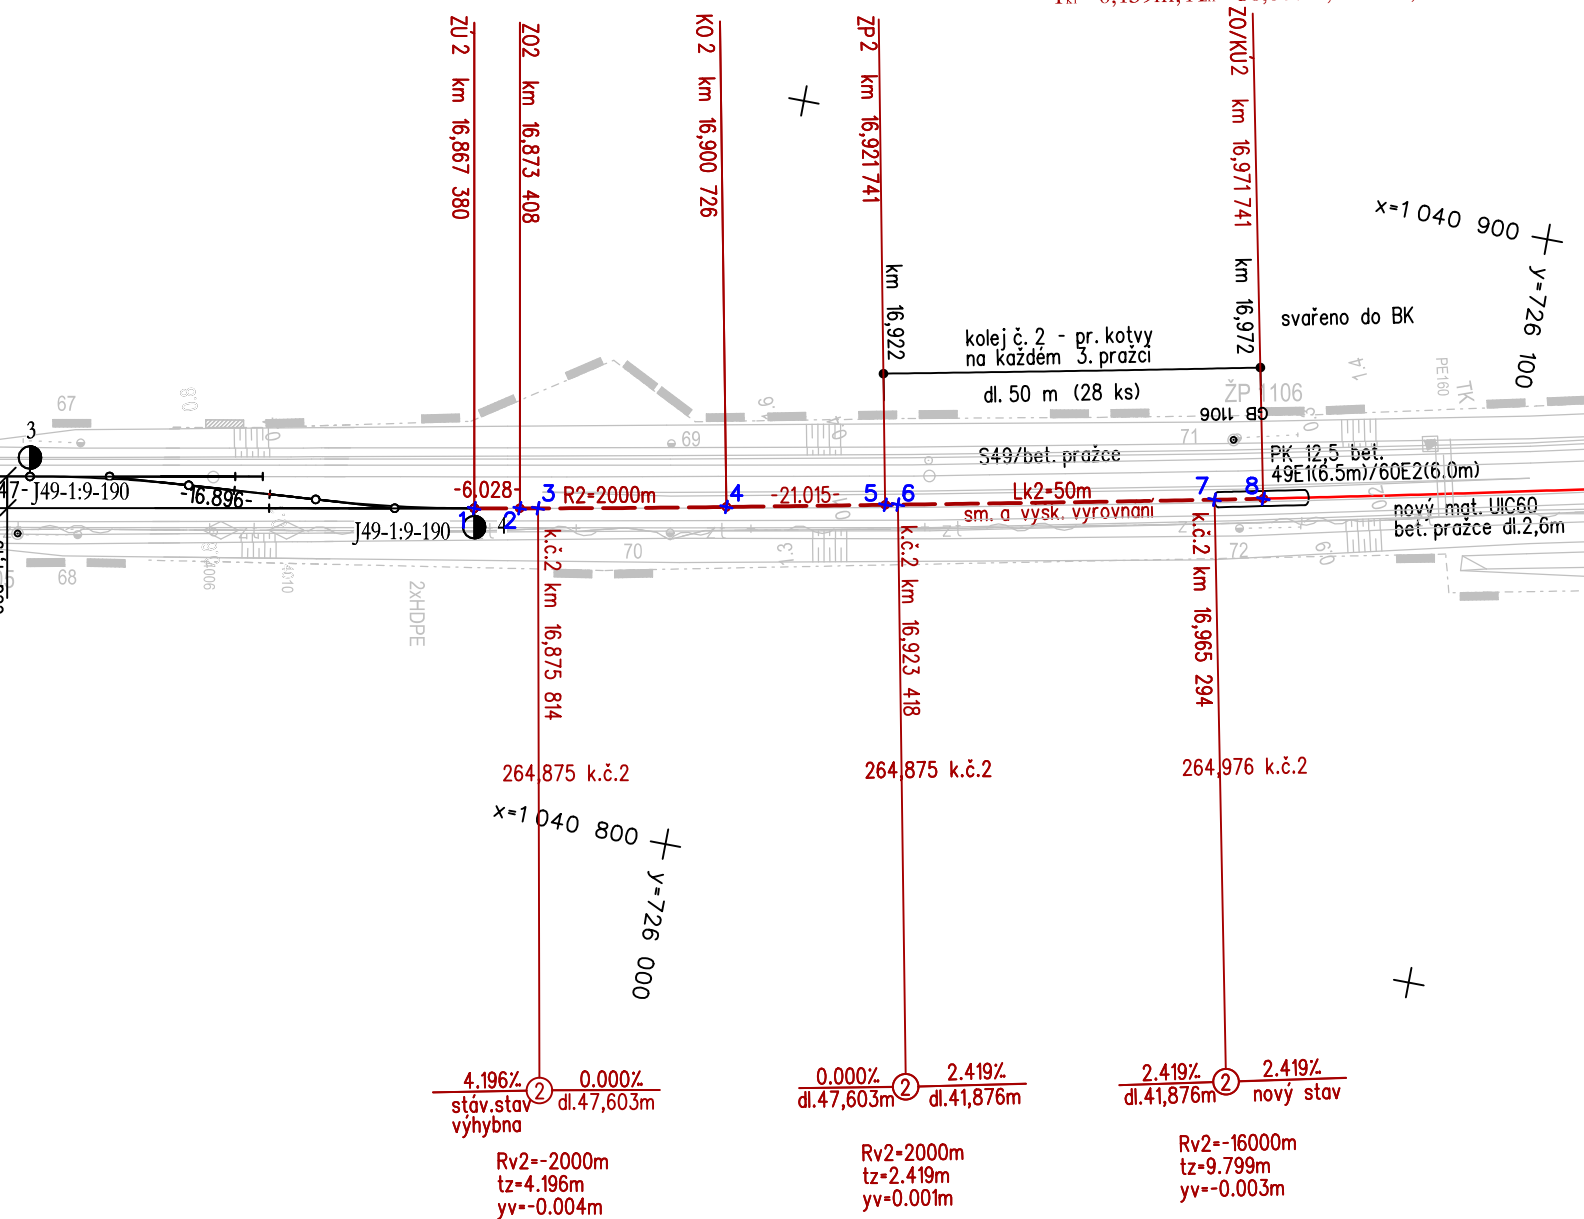 ZÚ 2 km 16,867 380
ZO2 km 16,873 408
KO 2 km 16,900 726
ZP2 km 16,921 741
ZO/KÚ2 km 16,971 741
km 16,922
km 16,972
x=1 040 900
y=726 100
svařeno do BK
kolej č. 2 - pr. kotvy
na každém 3. pražci
dl. 50 m (28 ks)
ŽP 1106
GB 1106
1.4
PE160
TK
67
0.8
69
71
3
S49/bet. pražce
PK 12,5 bet.
49E1(6.5m)/60E2(6.0m)
47-J49-1:9-190
-16.896-
-6.028-
R2=2000m
-21.015-
Lk2=50m
sm. a výsk. vyrovnání
1
2
3
4
5
6
7
8
J49-1:9-190
4
nový mat. UIC60
bet. pražce dl.2,6m
68
70
72
2xHDPE
k.č.2 km 16,875 814
k.č.2 km 16,923 418
k.č.2 km 16,965 294
264,875 k.č.2
264,875 k.č.2
264,976 k.č.2
x=1 040 800
y=726 000
4.196‰
0.000‰
stáv.stav
výhybna
2
dl.47,603m
Rv2=-2000m
tz=4.196m
yv=-0.004m
0.000‰
2.419‰
dl.47,603m
2
dl.41,876m
Rv2=2000m
tz=2.419m
yv=0.001m
2.419‰
2.419‰
dl.41,876m
2
nový stav
Rv2=-16000m
tz=9.799m
yv=-0.003m